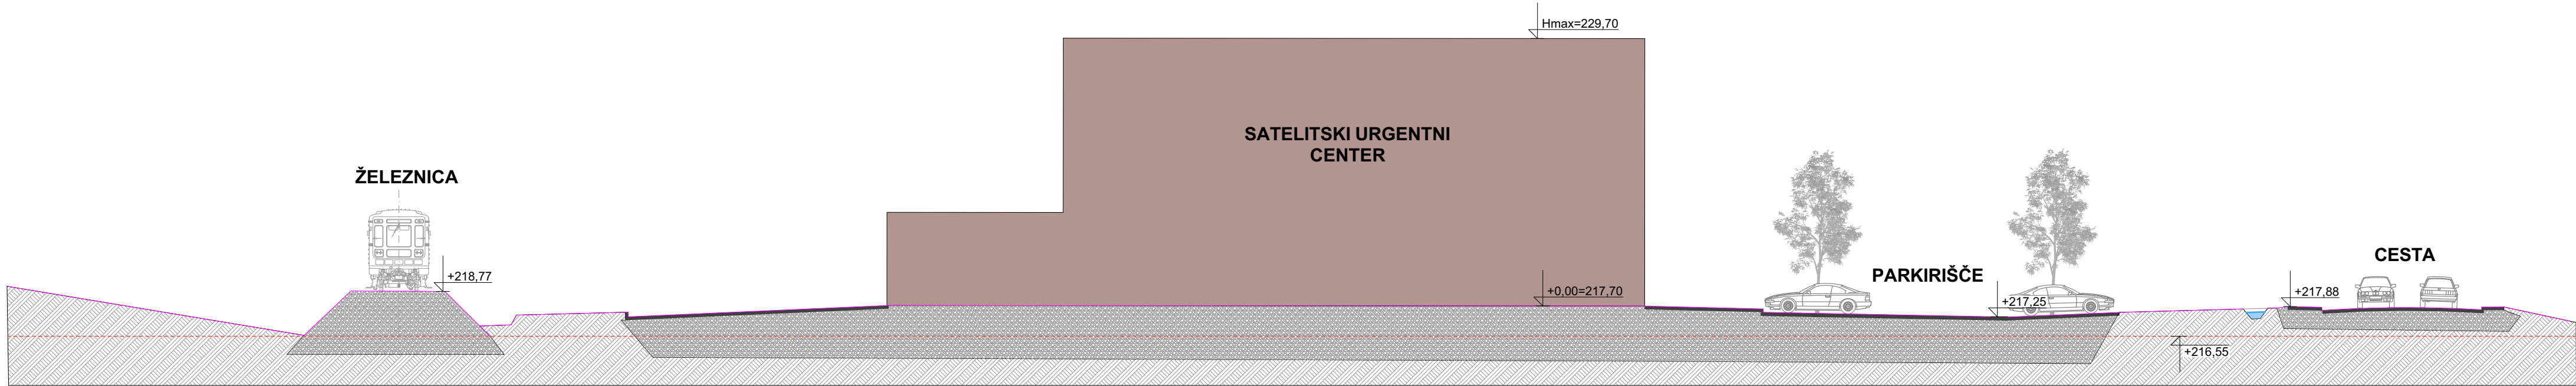 Hmax=229,70
SATELITSKI URGENTNI
CENTER
ŽELEZNICA
+218,77
+0,00=217,70
PARKIRIŠČE
+217,25
CESTA
+217,88
+216,55